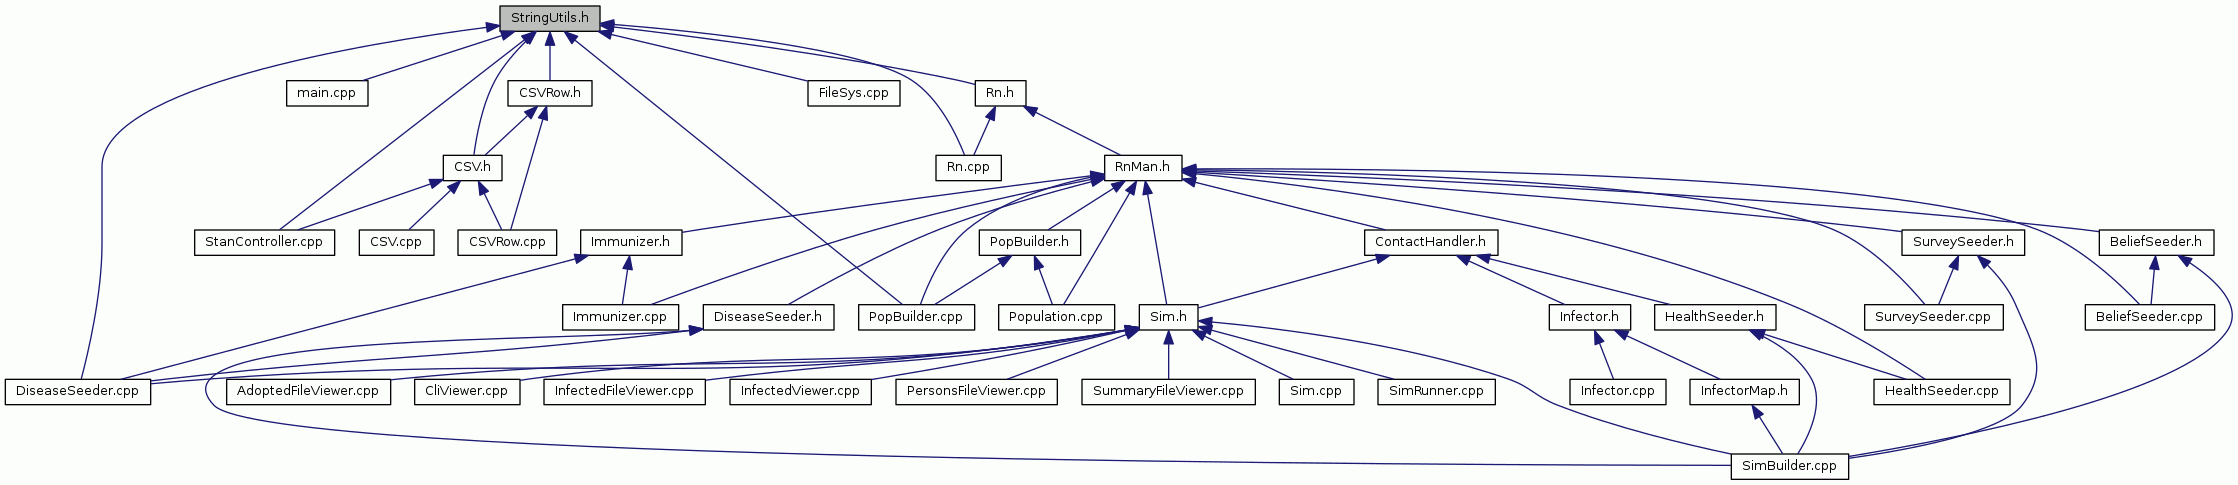 StringUtils.h
main.cpp
CSVRow.h
FileSys.cpp
Rn.h
CSV.h
Rn.cpp
RnMan.h
StanController.cpp
CSV.cpp
CSVRow.cpp
Immunizer.h
PopBuilder.h
ContactHandler.h
SurveySeeder.h
BeliefSeeder.h
Immunizer.cpp
DiseaseSeeder.h
PopBuilder.cpp
Population.cpp
Sim.h
Infector.h
HealthSeeder.h
SurveySeeder.cpp
BeliefSeeder.cpp
DiseaseSeeder.cpp
AdoptedFileViewer.cpp
CliViewer.cpp
InfectedFileViewer.cpp
InfectedViewer.cpp
PersonsFileViewer.cpp
SummaryFileViewer.cpp
Sim.cpp
SimRunner.cpp
Infector.cpp
InfectorMap.h
HealthSeeder.cpp
SimBuilder.cpp